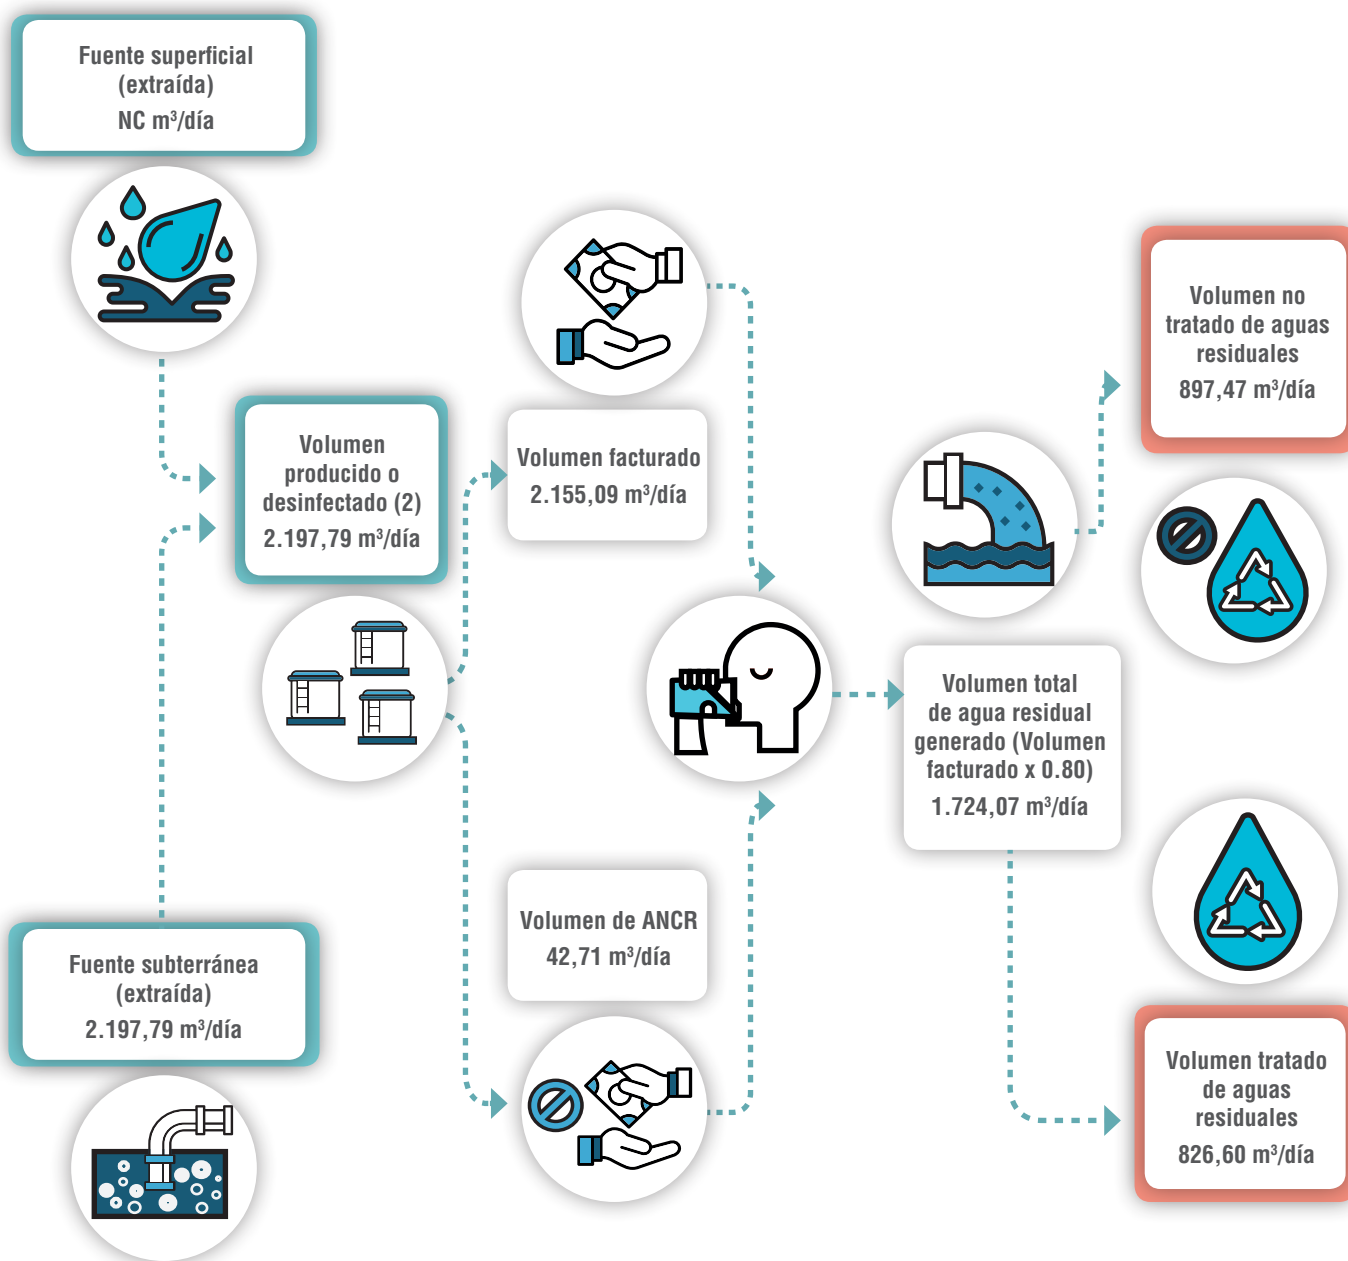 Fuente superficial
(extraída)
NC m³/día
Volumen
producido o
desinfectado (2)
2.197,79 m³/día
Fuente subterránea
(extraída)
2.197,79 m³/día
Volumen facturado
2.155,09 m³/día
Volumen de ANCR
42,71 m³/día
Volumen total
de agua residual
generado (Volumen
facturado x 0.80)
1.724,07 m³/día
Volumen no
tratado de aguas
residuales
897,47 m³/día
Volumen tratado
de aguas
residuales
826,60 m³/día